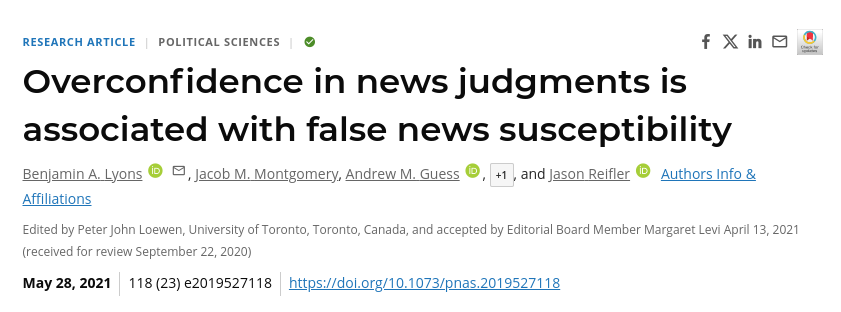 RESEARCH ARTICLE | POLITICAL SCIENCES |
Overconfidence in news judgments is
associated with false news susceptibility
Benjamin A. Lyons iD , Jacob M. Montgomery, Andrew M. Guess iD , +1 , and Jason Reifler iD Authors Info &
Affiliations
Edited by Peter John Loewen, University of Toronto, Toronto, Canada, and accepted by Editorial Board Member Margaret Levi April 13, 2021
(received for review September 22, 2020)
May 28, 2021 | 118 (23) e2019527118 | https://doi.org/10.1073/pnas.2019527118